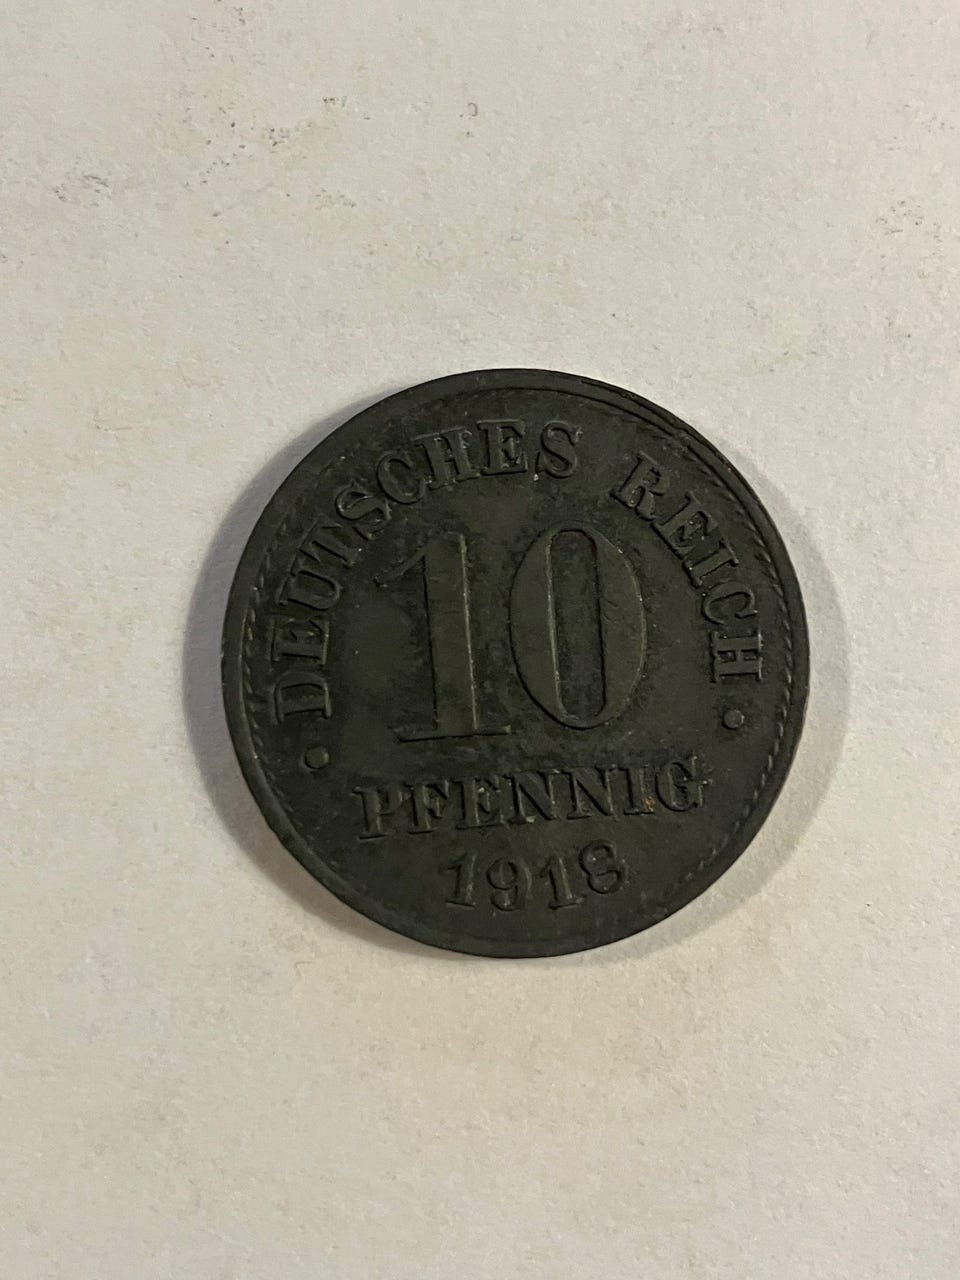 DEUTSCHES REICH
10
PFENNIG
1918